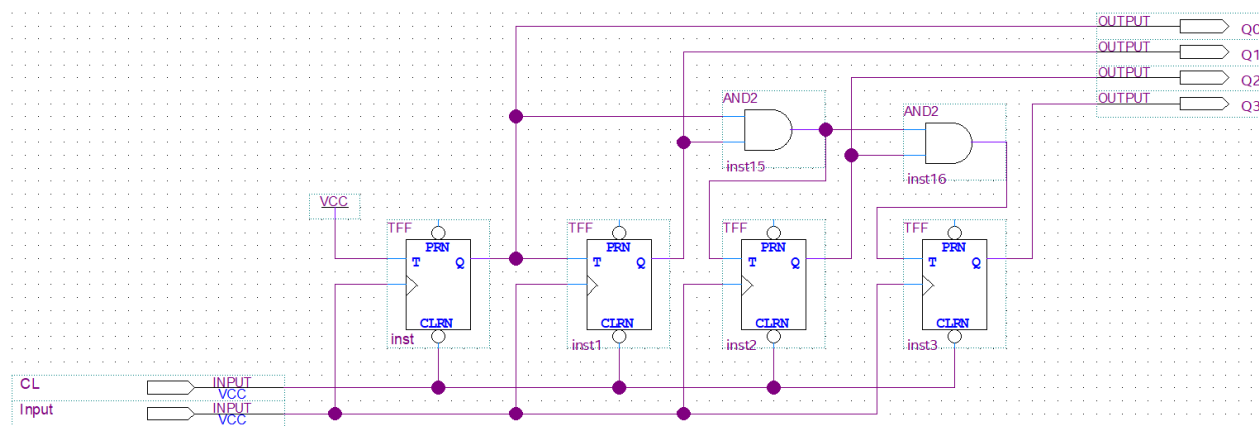 OUTPUT Q0
OUTPUT Q1
OUTPUT Q2
OUTPUT Q3
AND2
AND2
inst15
inst16
VCC
TFF TFF TFF TFF
PRN PRN PRN PRN
T Q T Q T Q T Q
CLRN CLRN CLRN CLRN
inst inst1 inst2 inst3
CL INPUT
VCC
Input INPUT
VCC